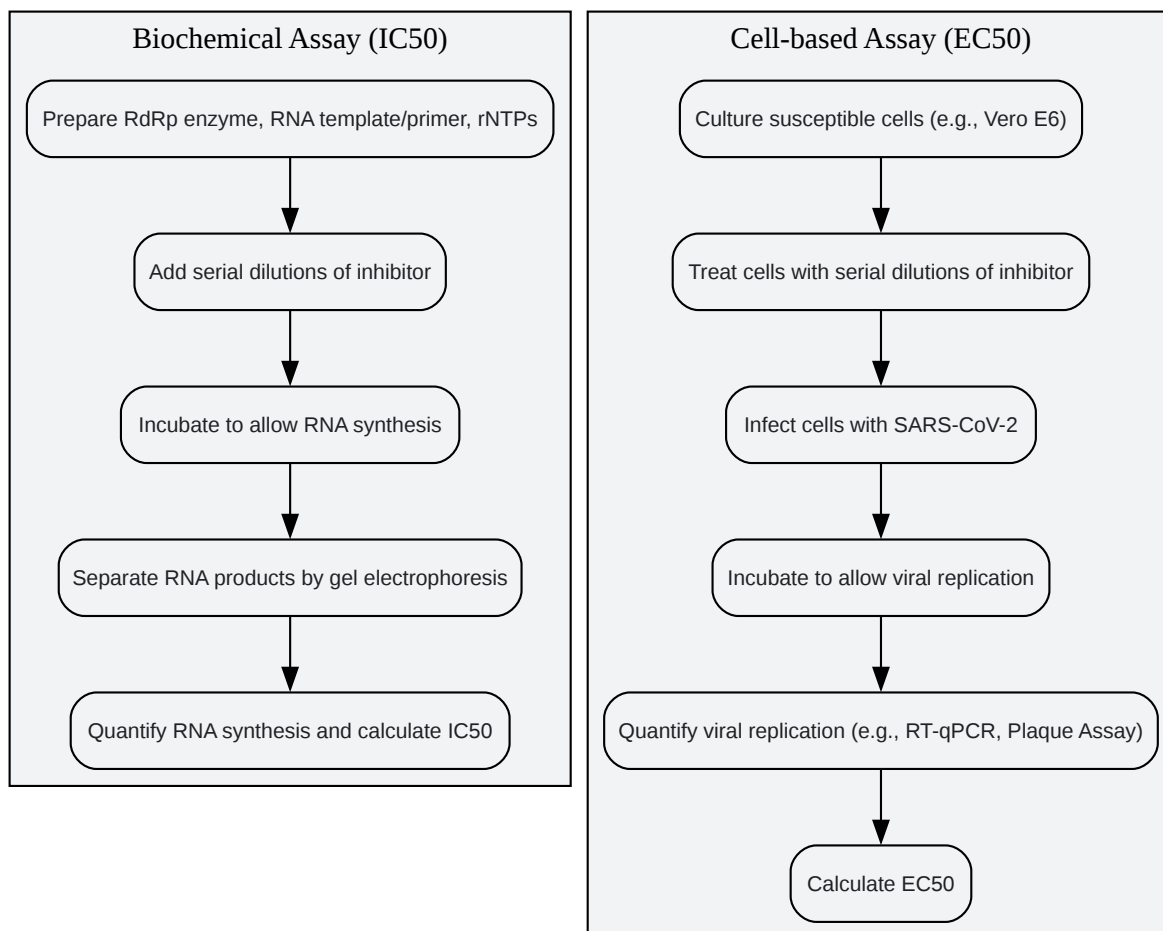 Biochemical Assay (IC50)
Prepare RdRp enzyme, RNA template/primer, rNTPs
Add serial dilutions of inhibitor
Incubate to allow RNA synthesis
Separate RNA products by gel electrophoresis
Quantify RNA synthesis and calculate IC50
Cell-based Assay (EC50)
Culture susceptible cells (e.g., Vero E6)
Treat cells with serial dilutions of inhibitor
Infect cells with SARS-CoV-2
Incubate to allow viral replication
Quantify viral replication (e.g., RT-qPCR, Plaque Assay)
Calculate EC50